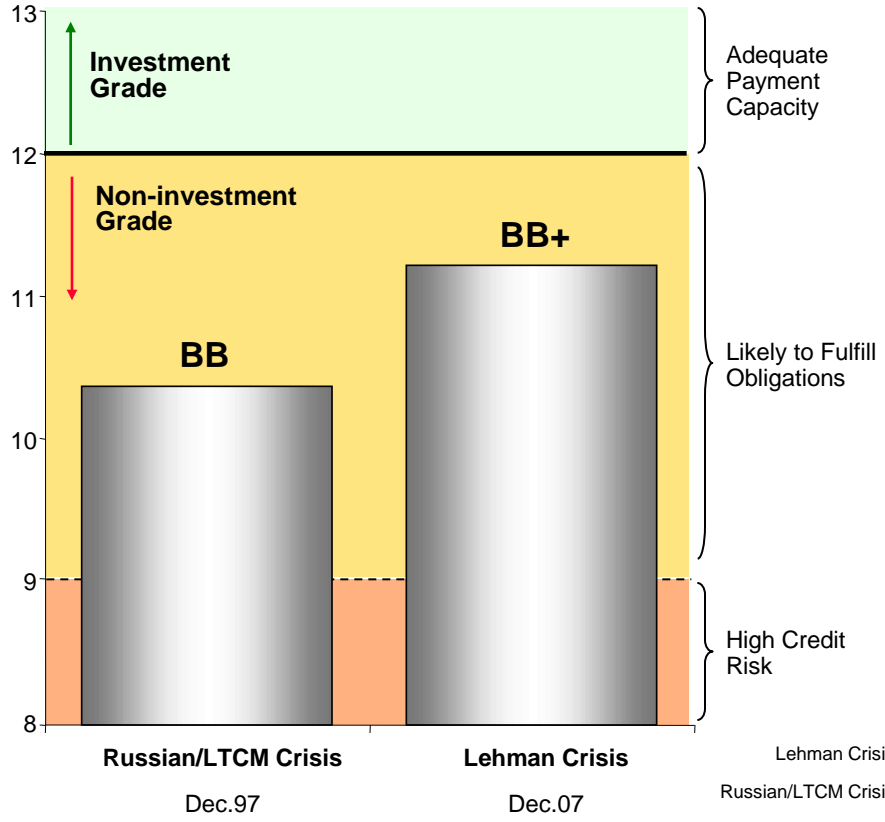 13
Investment
Grade
Adequate
Payment
Capacity
12
Non-investment
Grade
BB+
11
BB
Likely to Fulfill
Obligations
10
9
High Credit
Risk
8
Russian/LTCM Crisis
Lehman Crisis
Dec.97
Dec.07
Lehman Crisi
Russian/LTCM Crisi